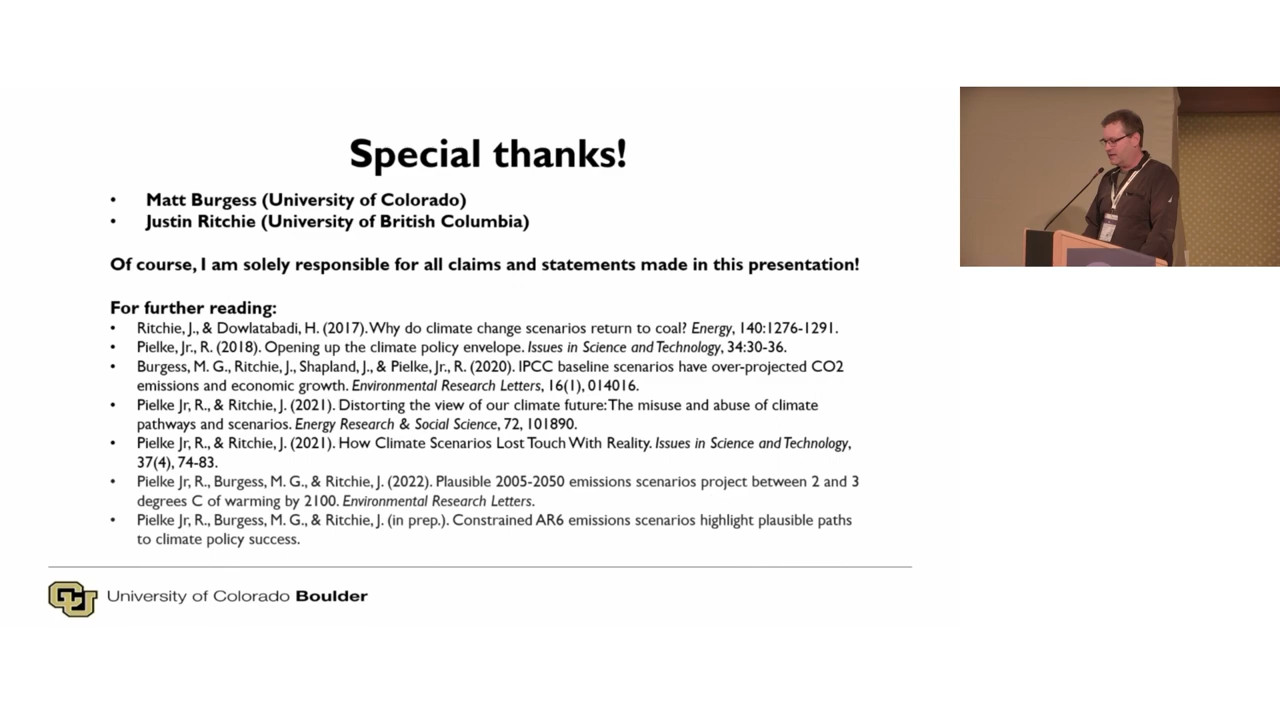 Special thanks!
• Matt Burgess (University of Colorado)
• Justin Ritchie (University of British Columbia)
Of course, I am solely responsible for all claims and statements made in this presentation!
For further reading:
• Ritchie, J., & Dowlatabadi, H. (2017). Why do climate change scenarios return to coal? Energy, 140:1276-1291.
• Pielke, Jr., R. (2018). Opening up the climate policy envelope. Issues in Science and Technology, 34:30-36.
• Burgess, M. G., Ritchie, J., Shapland, J., & Pielke, Jr., R. (2020). IPCC baseline scenarios have over-projected CO2
emissions and economic growth. Environmental Research Letters, 16(1), 014016.
• Pielke Jr, R., & Ritchie, J. (2021). Distorting the view of our climate future: The misuse and abuse of climate
pathways and scenarios. Energy Research & Social Science, 72, 101890.
• Pielke Jr, R., & Ritchie, J. (2021). How Climate Scenarios Lost Touch With Reality. Issues in Science and Technology,
37(4), 74-83.
• Pielke Jr, R., Burgess, M. G., & Ritchie, J. (2022). Plausible 2005-2050 emissions scenarios project between 2 and 3
degrees C of warming by 2100. Environmental Research Letters.
• Pielke Jr, R., Burgess, M. G., & Ritchie, J. (in prep.). Constrained AR6 emissions scenarios highlight plausible paths
to climate policy success.
CU University of Colorado Boulder